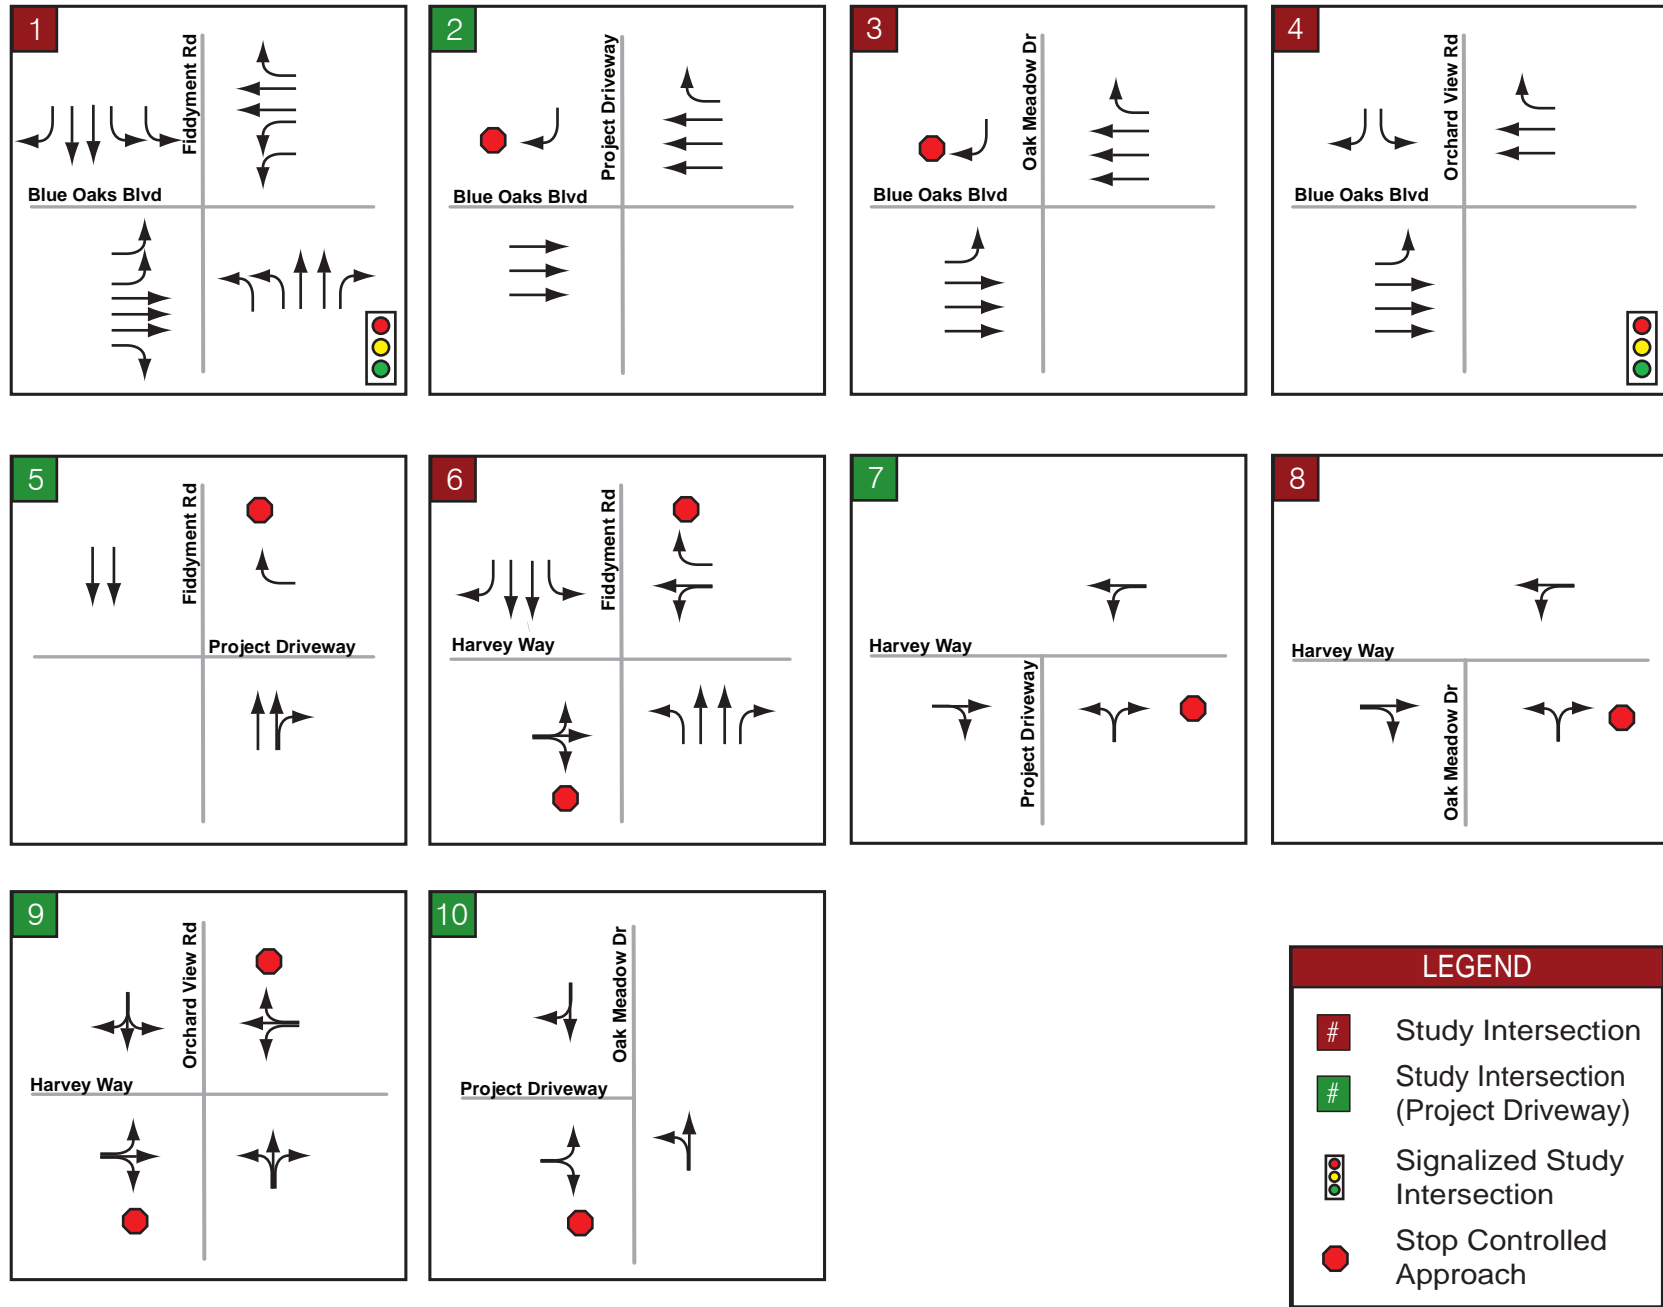 1
Fiddyment Rd
Blue Oaks Blvd
2
Project Driveway
Blue Oaks Blvd
3
Oak Meadow Dr
Blue Oaks Blvd
4
Orchard View Rd
Blue Oaks Blvd
5
Fiddyment Rd
Project Driveway
6
Fiddyment Rd
Harvey Way
7
Harvey Way
Project Driveway
8
Harvey Way
Oak Meadow Dr
9
Orchard View Rd
Harvey Way
10
Oak Meadow Dr
Project Driveway
LEGEND
# Study Intersection
# Study Intersection
(Project Driveway)
Signalized Study
Intersection
Stop Controlled
Approach